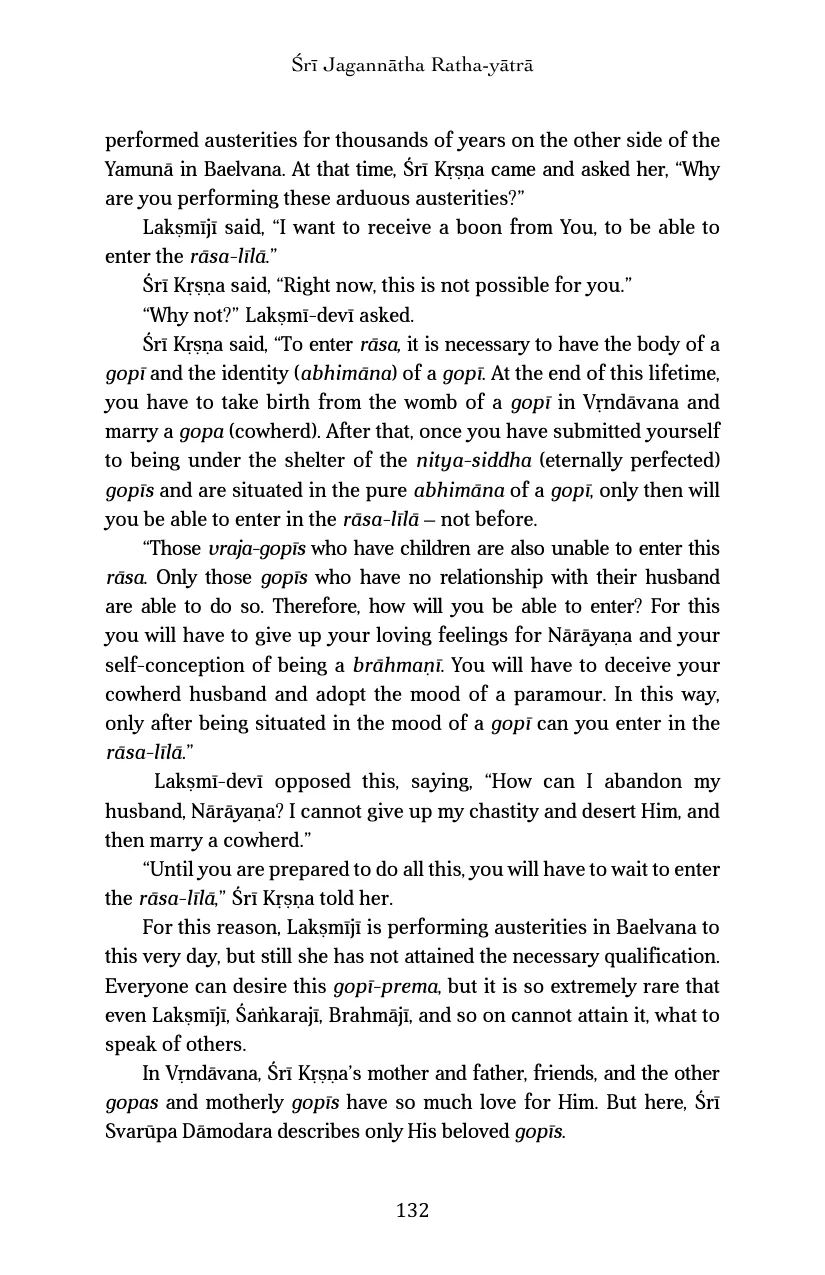 Śrī Jagannātha Ratha-yātrā
performed austerities for thousands of years on the other side of the
Yamunā in Baelvana. At that time, Śrī Kṛṣṇa came and asked her, “Why
are you performing these arduous austerities?”
Lakṣmījī said, “I want to receive a boon from You, to be able to
enter the rāsa-līlā.”
Śrī Kṛṣṇa said, “Right now, this is not possible for you.”
“Why not?” Lakṣmī-devī asked.
Śrī Kṛṣṇa said, “To enter rāsa, it is necessary to have the body of a
gopī and the identity (abhimāna) of a gopī. At the end of this lifetime,
you have to take birth from the womb of a gopī in Vṛndāvana and
marry a gopa (cowherd). After that, once you have submitted yourself
to being under the shelter of the nitya-siddha (eternally perfected)
gopīs and are situated in the pure abhimāna of a gopī, only then will
you be able to enter in the rāsa-līlā – not before.
“Those vraja-gopīs who have children are also unable to enter this
rāsa. Only those gopīs who have no relationship with their husband
are able to do so. Therefore, how will you be able to enter? For this
you will have to give up your loving feelings for Nārāyaṇa and your
self-conception of being a brāhmaṇī. You will have to deceive your
cowherd husband and adopt the mood of a paramour. In this way,
only after being situated in the mood of a gopī can you enter in the
rāsa-līlā.”
Lakṣmī-devī opposed this, saying, “How can I abandon my
husband, Nārāyaṇa? I cannot give up my chastity and desert Him, and
then marry a cowherd.”
“Until you are prepared to do all this, you will have to wait to enter
the rāsa-līlā,” Śrī Kṛṣṇa told her.
For this reason, Lakṣmījī is performing austerities in Baelvana to
this very day, but still she has not attained the necessary qualification.
Everyone can desire this gopī-prema, but it is so extremely rare that
even Lakṣmījī, Śaṅkarajī, Brahmājī, and so on cannot attain it, what to
speak of others.
In Vṛndāvana, Śrī Kṛṣṇa’s mother and father, friends, and the other
gopas and motherly gopīs have so much love for Him. But here, Śrī
Svarūpa Dāmodara describes only His beloved gopīs.
132